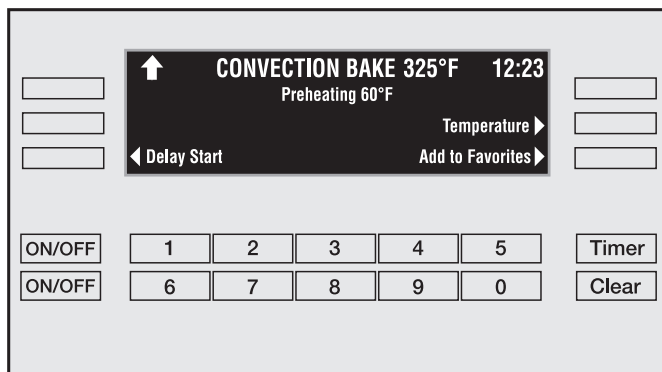 CONVECTION BAKE 325°F 12:23
Preheating 60°F
Temperature
Delay Start Add to Favorites
ON/OFF 1 2 3 4 5 Timer
ON/OFF 6 7 8 9 0 Clear